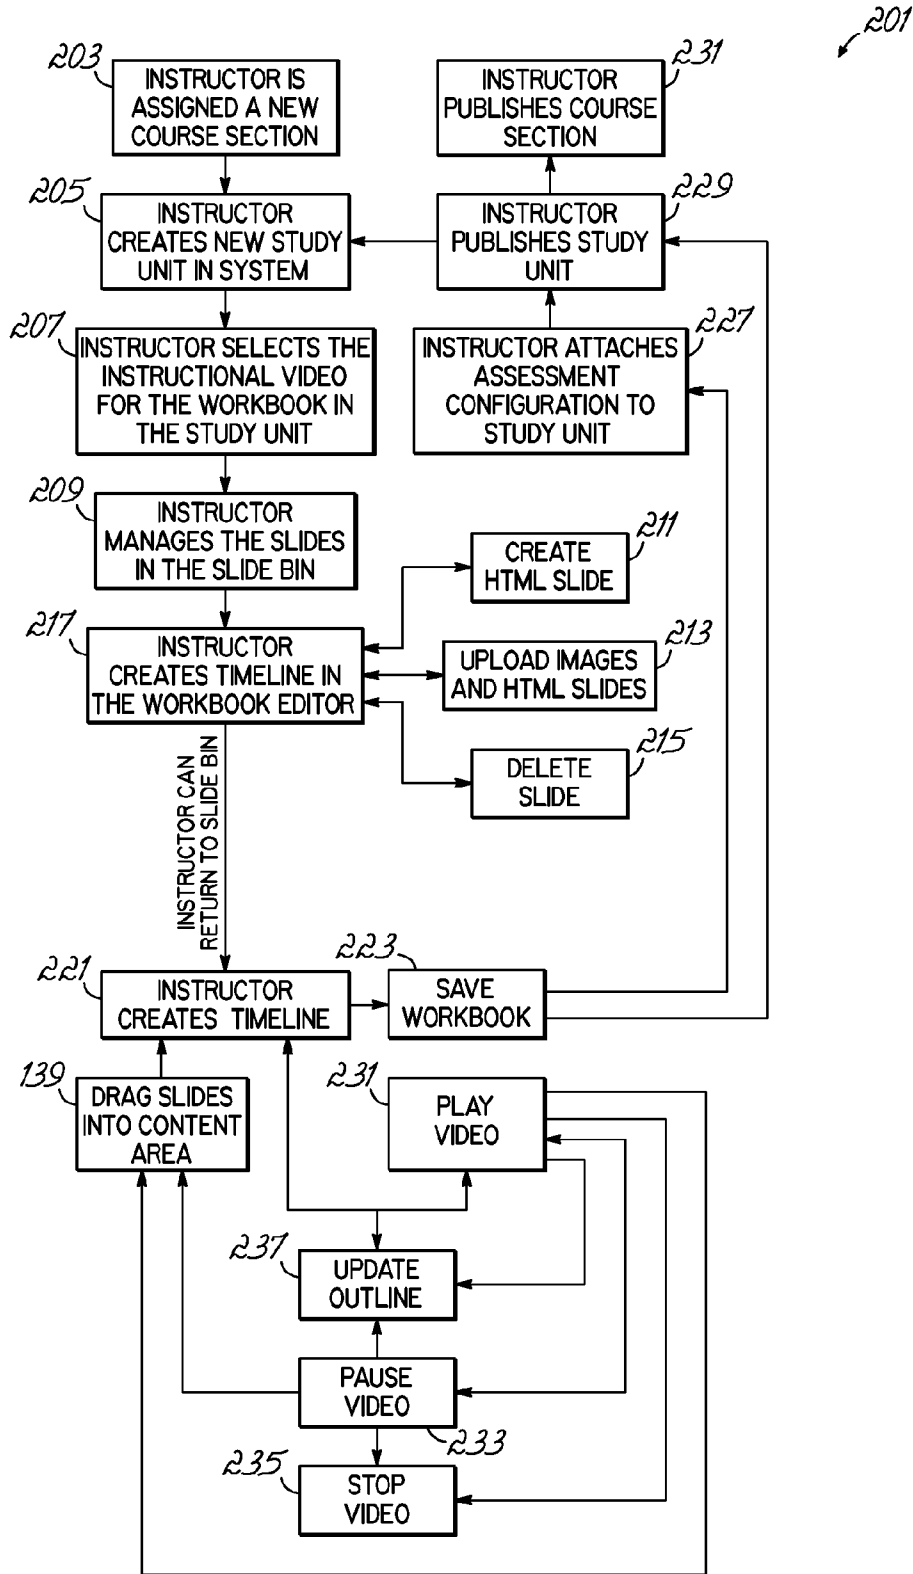 201
203
INSTRUCTOR IS
ASSIGNED A NEW
COURSE SECTION
231
INSTRUCTOR
PUBLISHES COURSE
SECTION
205
INSTRUCTOR
CREATES NEW STUDY
UNIT IN SYSTEM
229
INSTRUCTOR
PUBLISHES STUDY
UNIT
207
INSTRUCTOR SELECTS THE
INSTRUCTIONAL VIDEO
FOR THE WORKBOOK IN
THE STUDY UNIT
227
INSTRUCTOR ATTACHES
ASSESSMENT
CONFIGURATION TO
STUDY UNIT
209
INSTRUCTOR
MANAGES THE SLIDES
IN THE SLIDE BIN
211
CREATE
HTML SLIDE
217
INSTRUCTOR
CREATES TIMELINE IN
THE WORKBOOK EDITOR
213
UPLOAD IMAGES
AND HTML SLIDES
215
DELETE
SLIDE
INSTRUCTOR CAN
RETURN TO SLIDE BIN
221
INSTRUCTOR
CREATES TIMELINE
223
SAVE
WORKBOOK
139
DRAG SLIDES
INTO CONTENT
AREA
231
PLAY
VIDEO
237
UPDATE
OUTLINE
PAUSE
VIDEO
233
235
STOP
VIDEO